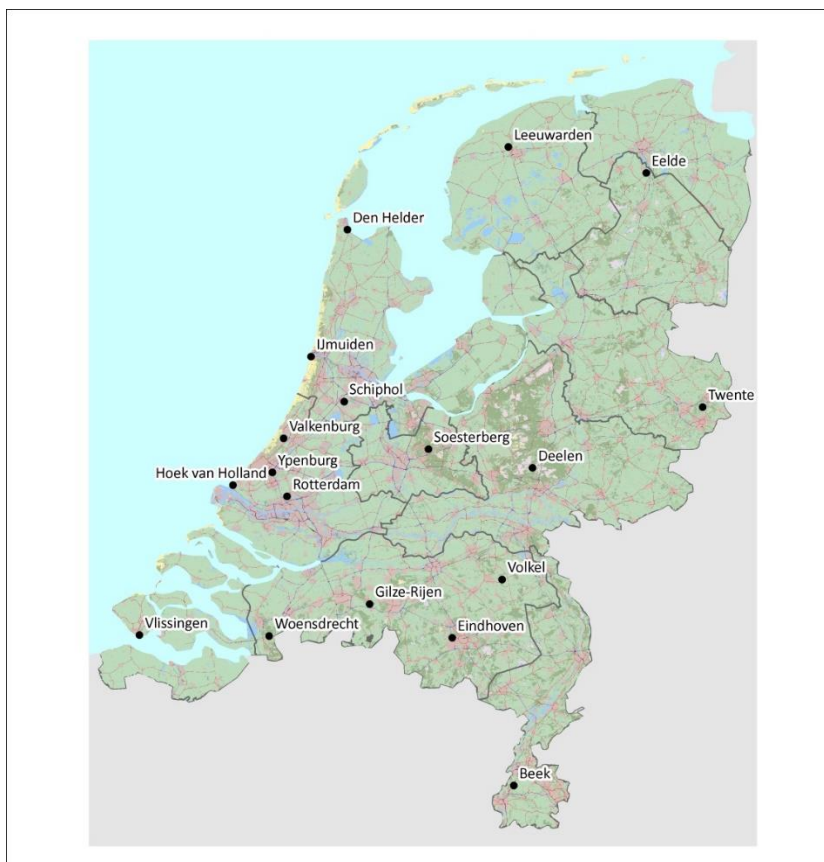 Leeuwarden
Eelde
Den Helder
IJmuiden
Schiphol
Twente
Valkenburg
Soesterberg
Deelen
Ypenburg
Hoek van Holland
Rotterdam
Volkel
Gilze-Rijen
Vlissingen
Woensdrecht
Eindhoven
Beek